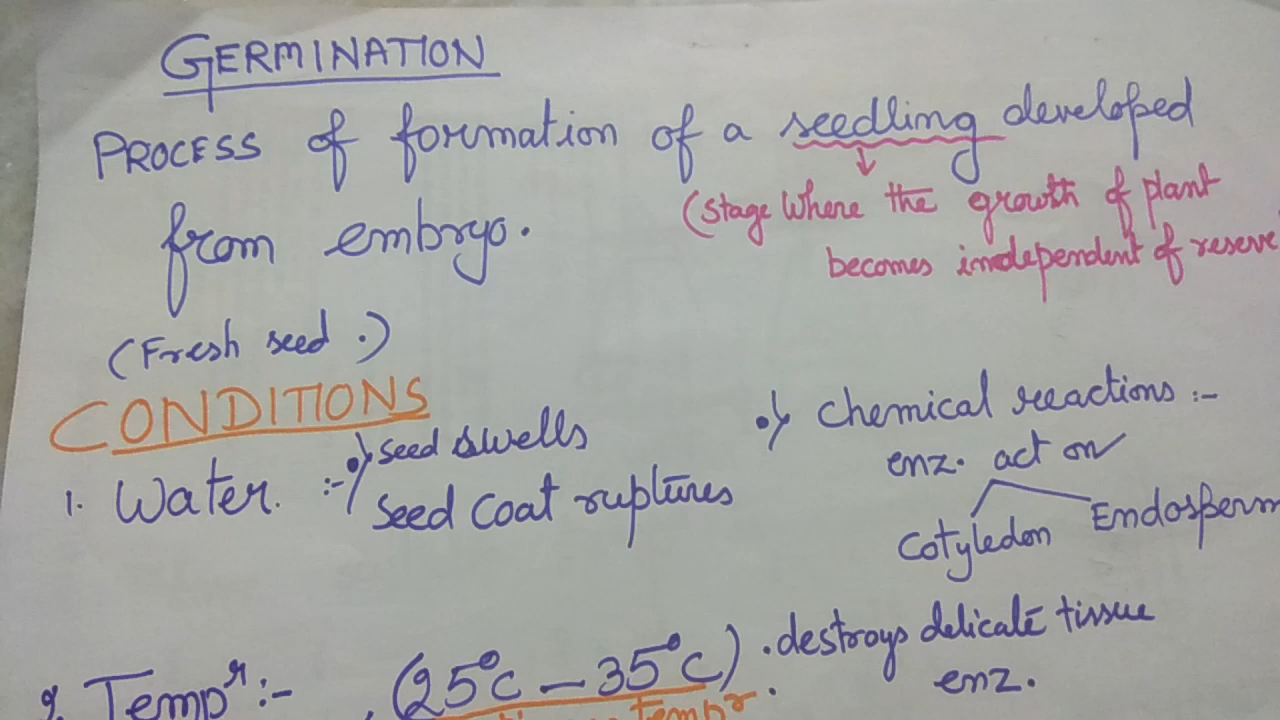 GERMINATION
PROCESS of formation of a seedling developed
(stage where the growth of plant
becomes independent of reserve
from embryo.
(Fresh seed.)
CONDITIONS
1. Water. :- •) seed swells
Seed coat ruptures
•) Chemical reactions :-
enz. act on
Cotyledon Endosperm
2. Tempr :- (25°C – 35°C) . destroys delicate tissue
enz.
tempr.